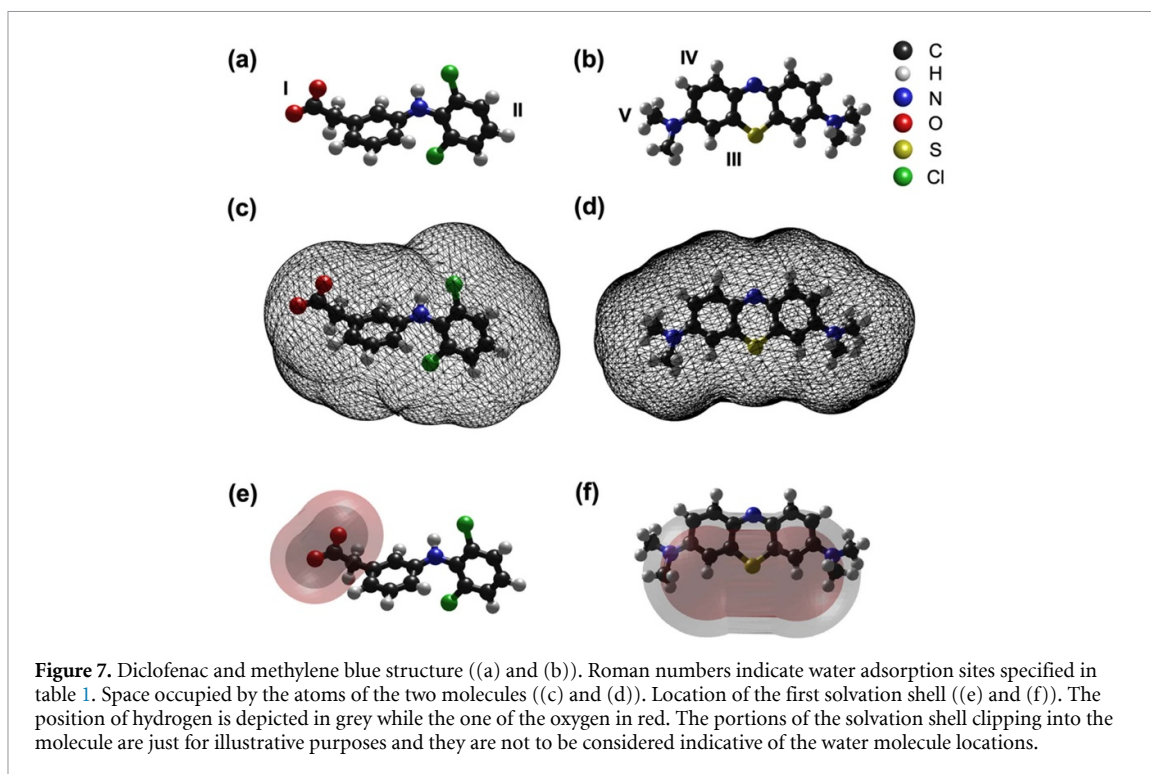 (a)
I
II
(b)
IV
V
III
C
H
N
O
S
Cl
(c)
(d)
(e)
(f)
Figure 7. Diclofenac and methylene blue structure ((a) and (b)). Roman numbers indicate water adsorption sites specified in
table 1. Space occupied by the atoms of the two molecules ((c) and (d)). Location of the first solvation shell ((e) and (f)). The
position of hydrogen is depicted in grey while the one of the oxygen in red. The portions of the solvation shell clipping into the
molecule are just for illustrative purposes and they are not to be considered indicative of the water molecule locations.